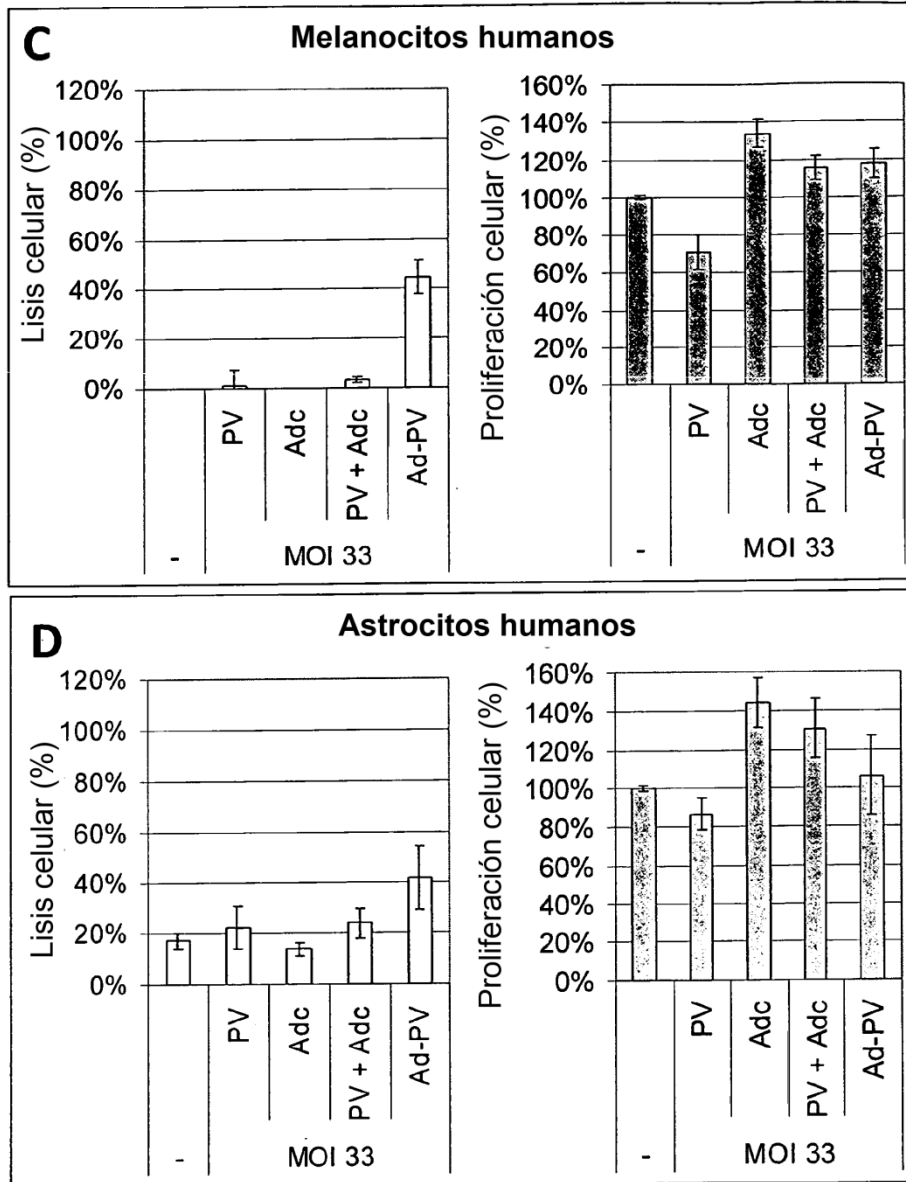 C
Melanocitos humanos
Lisis celular (%)
120%
100%
80%
60%
40%
20%
0%
-
PV
Adc
PV + Adc
Ad-PV
MOI 33
Proliferación celular (%)
160%
140%
120%
100%
80%
60%
40%
20%
0%
-
PV
Adc
PV + Adc
Ad-PV
MOI 33
D
Astrocitos humanos
Lisis celular (%)
120%
100%
80%
60%
40%
20%
0%
-
PV
Adc
PV + Adc
Ad-PV
MOI 33
Proliferación celular (%)
160%
140%
120%
100%
80%
60%
40%
20%
0%
-
PV
Adc
PV + Adc
Ad-PV
MOI 33